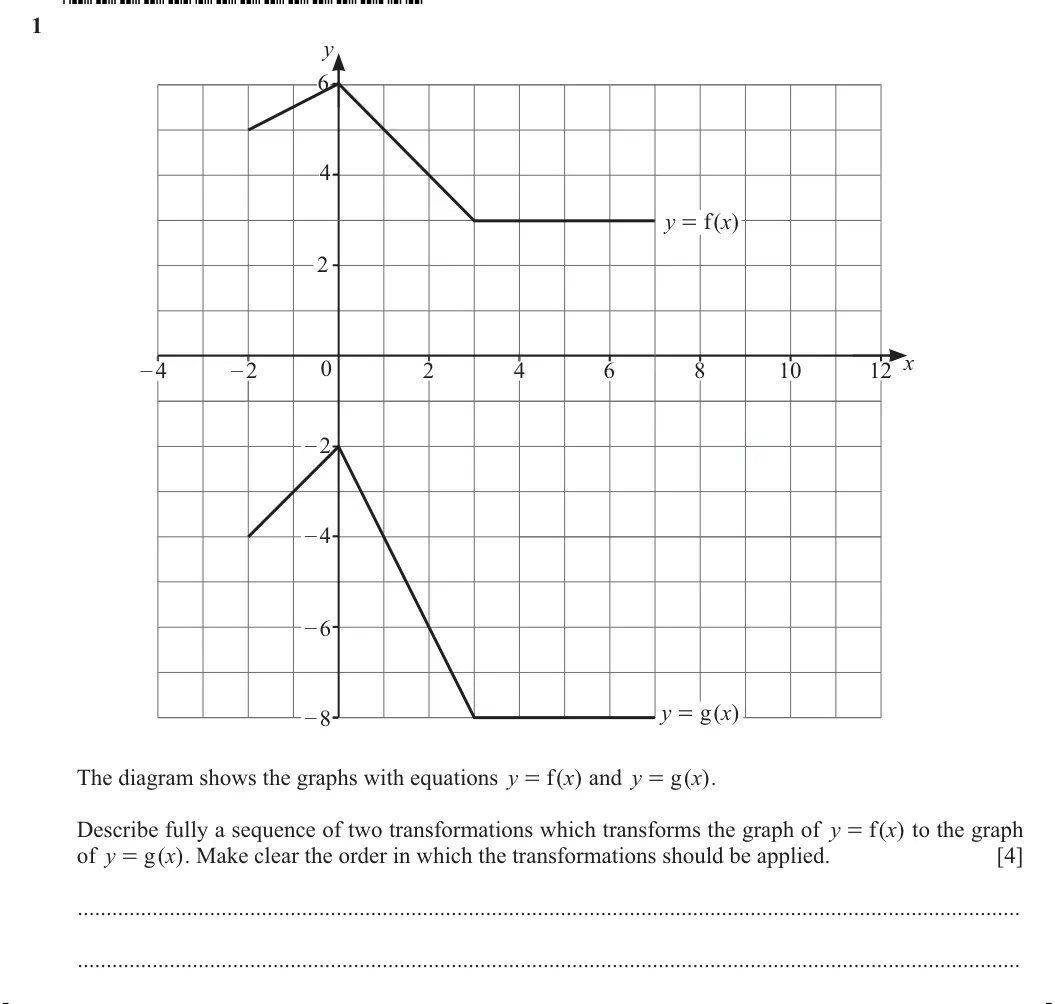 1
y
6
4
y = f(x)
2
−4 −2 0 2 4 6 8 10 12 x
−2
−4
−6
−8
y = g(x)
The diagram shows the graphs with equations y = f(x) and y = g(x).
Describe fully a sequence of two transformations which transforms the graph of y = f(x) to the graph
of y = g(x). Make clear the order in which the transformations should be applied. [4]